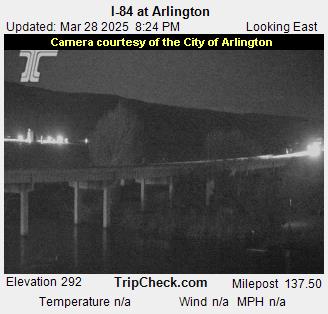 I-84 at Arlington
Updated: Mar 28 2025 8:24 PM Looking East
Camera courtesy of the City of Arlington
Elevation 292 TripCheck.com Milepost 137.50
Temperature n/a Wind n/a MPH n/a